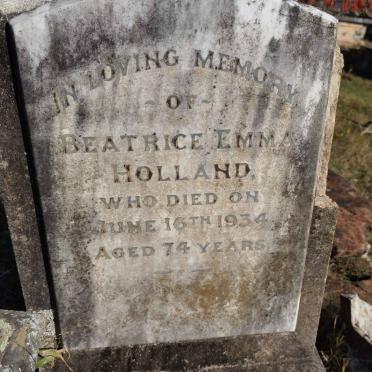 IN LOVING MEMORY
- OF -
BEATRICE EMMA
HOLLAND,
WHO DIED ON
JUNE 16TH 1934
AGED 74 YEARS